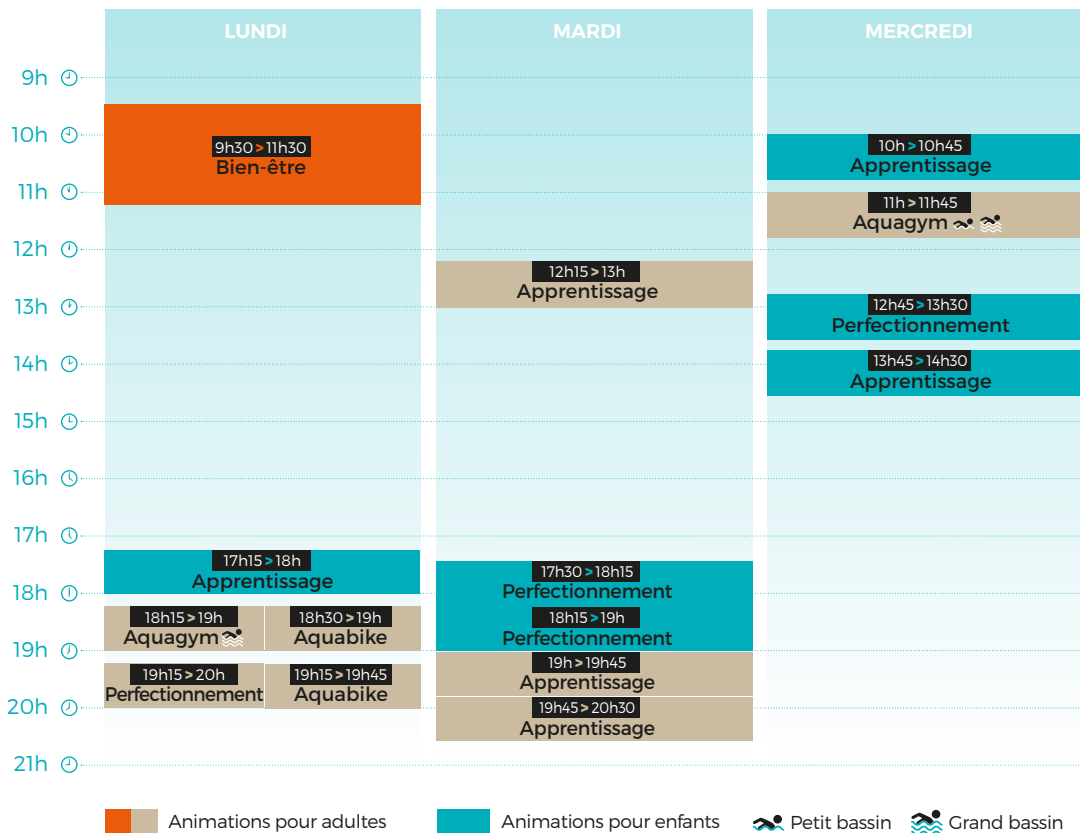 LUNDI
MARDI
MERCREDI
9h
10h
11h
12h
13h
14h
15h
16h
17h
18h
19h
20h
21h
9h30 > 11h30
Bien-être
17h15 > 18h
Apprentissage
18h15 > 19h
Aquagym
18h30 > 19h
Aquabike
19h15 > 20h
Perfectionnement
19h15 > 19h45
Aquabike
12h15 > 13h
Apprentissage
17h30 > 18h15
Perfectionnement
18h15 > 19h
Perfectionnement
19h > 19h45
Apprentissage
19h45 > 20h30
Apprentissage
10h > 10h45
Apprentissage
11h > 11h45
Aquagym
12h45 > 13h30
Perfectionnement
13h45 > 14h30
Apprentissage
Animations pour adultes
Animations pour enfants
Petit bassin
Grand bassin